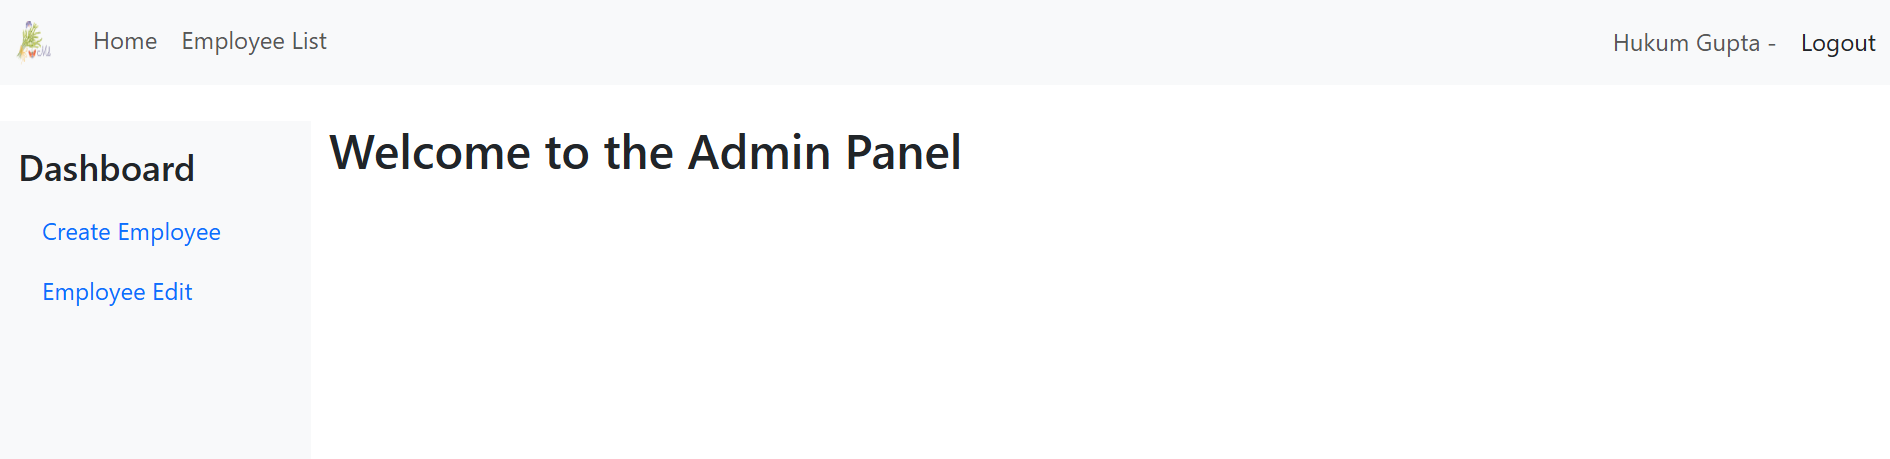 Home Employee List Hukum Gupta - Logout
Dashboard
Create Employee
Employee Edit
Welcome to the Admin Panel